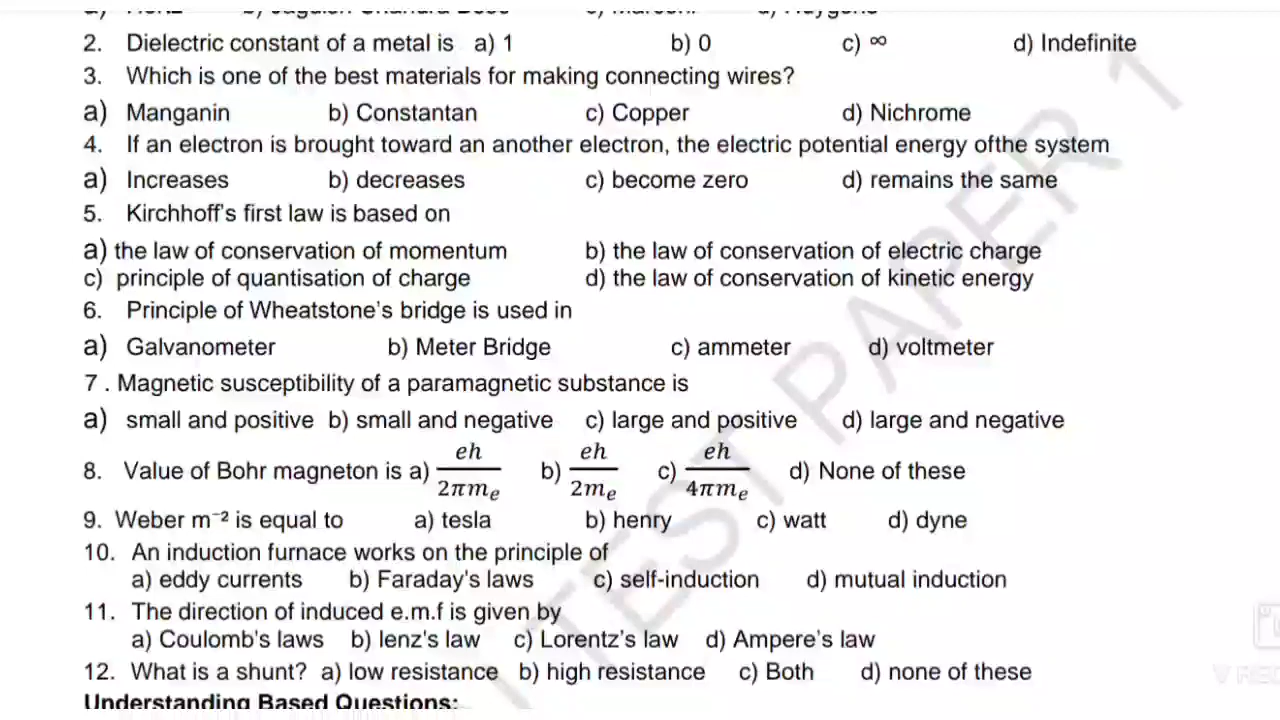 2. Dielectric constant of a metal is a) 1 b) 0 c) ∞ d) Indefinite
3. Which is one of the best materials for making connecting wires?
a) Manganin b) Constantan c) Copper d) Nichrome
4. If an electron is brought toward an another electron, the electric potential energy ofthe system
a) Increases b) decreases c) become zero d) remains the same
5. Kirchhoff's first law is based on
a) the law of conservation of momentum b) the law of conservation of electric charge
c) principle of quantisation of charge d) the law of conservation of kinetic energy
6. Principle of Wheatstone's bridge is used in
a) Galvanometer b) Meter Bridge c) ammeter d) voltmeter
7 . Magnetic susceptibility of a paramagnetic substance is
a) small and positive b) small and negative c) large and positive d) large and negative
8. Value of Bohr magneton is a) eh/2πmₑ b) eh/2mₑ c) eh/4πmₑ d) None of these
9. Weber m⁻² is equal to a) tesla b) henry c) watt d) dyne
10. An induction furnace works on the principle of
a) eddy currents b) Faraday's laws c) self-induction d) mutual induction
11. The direction of induced e.m.f is given by
a) Coulomb's laws b) lenz's law c) Lorentz's law d) Ampere's law
12. What is a shunt? a) low resistance b) high resistance c) Both d) none of these
Understanding Based Questions:
TEST PAPER 1